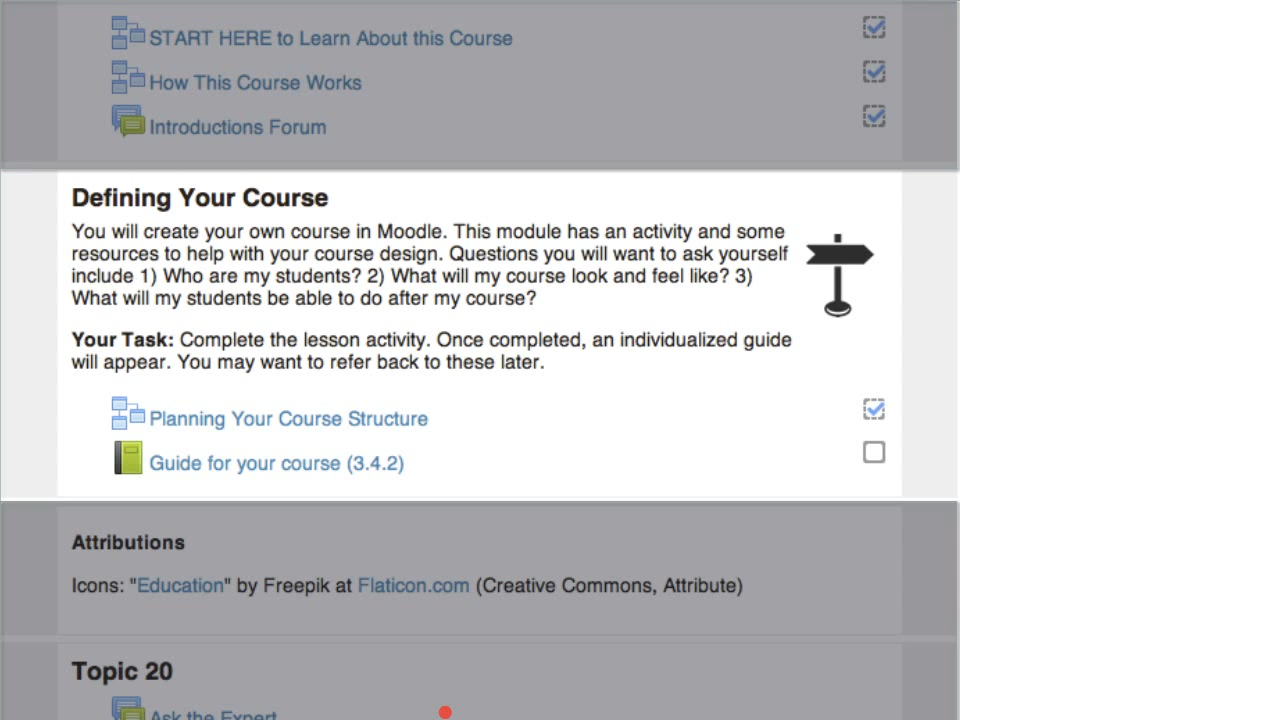 START HERE to Learn About this Course
How This Course Works
Introductions Forum
Defining Your Course
You will create your own course in Moodle. This module has an activity and some
resources to help with your course design. Questions you will want to ask yourself
include 1) Who are my students? 2) What will my course look and feel like? 3)
What will my students be able to do after my course?
Your Task: Complete the lesson activity. Once completed, an individualized guide
will appear. You may want to refer back to these later.
Planning Your Course Structure
Guide for your course (3.4.2)
Attributions
Icons: "Education" by Freepik at Flaticon.com (Creative Commons, Attribute)
Topic 20
Ask the Expert